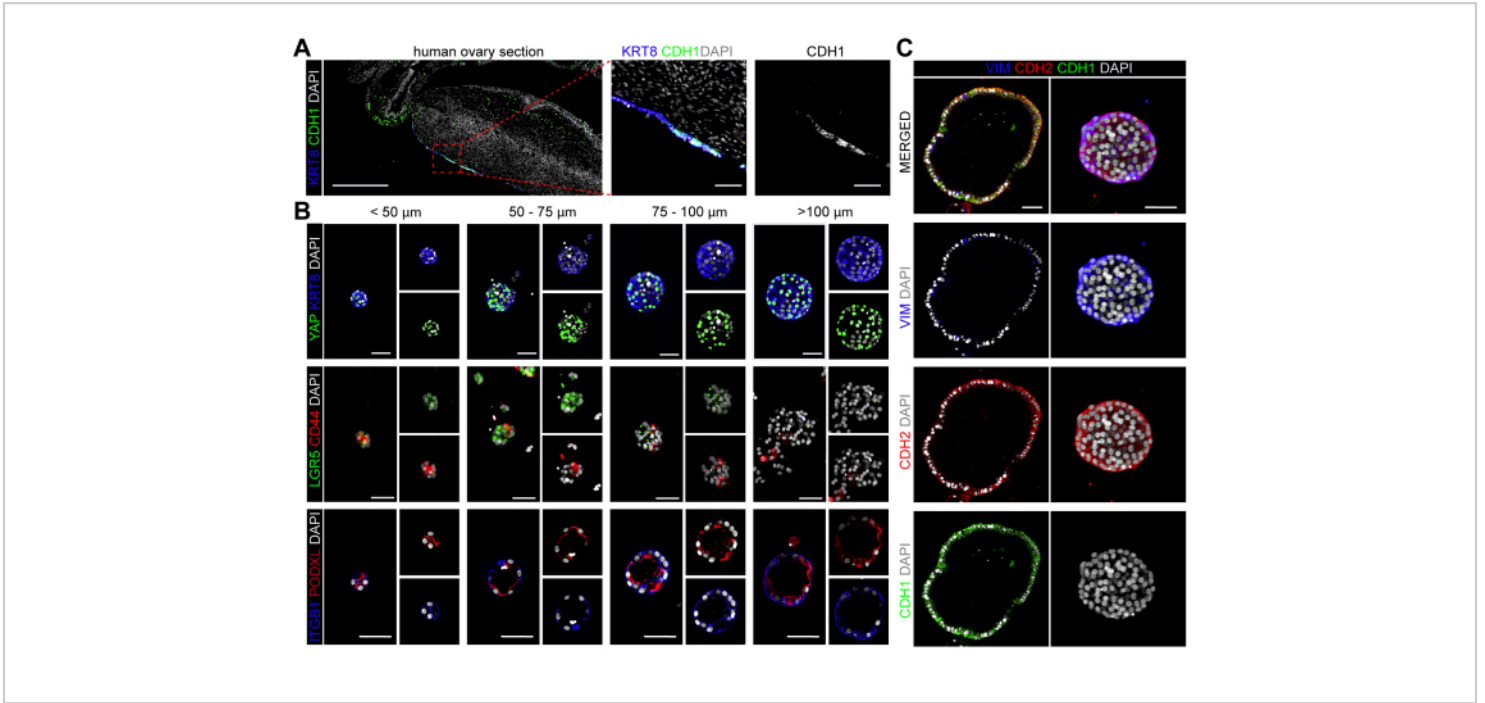 A
human ovary section
KRT8 CDH1DAPI
CDH1
KRT8 CDH1 DAPI
B
< 50 µm
50 - 75 µm
75 - 100 µm
>100 µm
YAP KRT8 DAPI
LGR5 CD44 DAPI
ITGB1 PODXL DAPI
C
VIM CDH2 CDH1 DAPI
MERGED
VIM DAPI
CDH2 DAPI
CDH1 DAPI